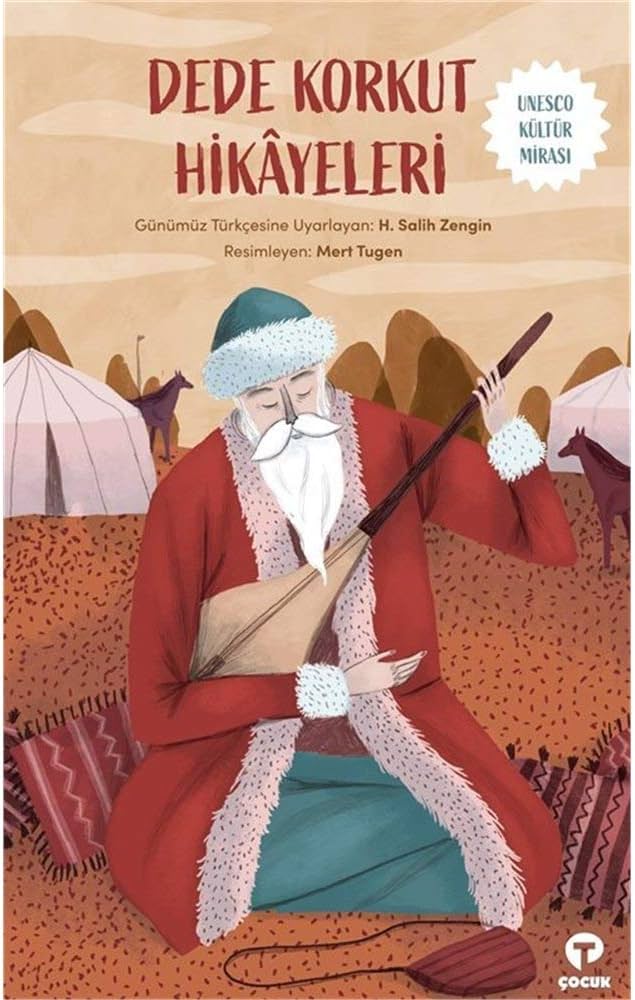 DEDE KORKUT
HİKÂYELERİ
UNESCO
KÜLTÜR
MİRASI
Günümüz Türkçesine Uyarlayan: H. Salih Zengin
Resimleyen: Mert Tugen
T
ÇOCUK